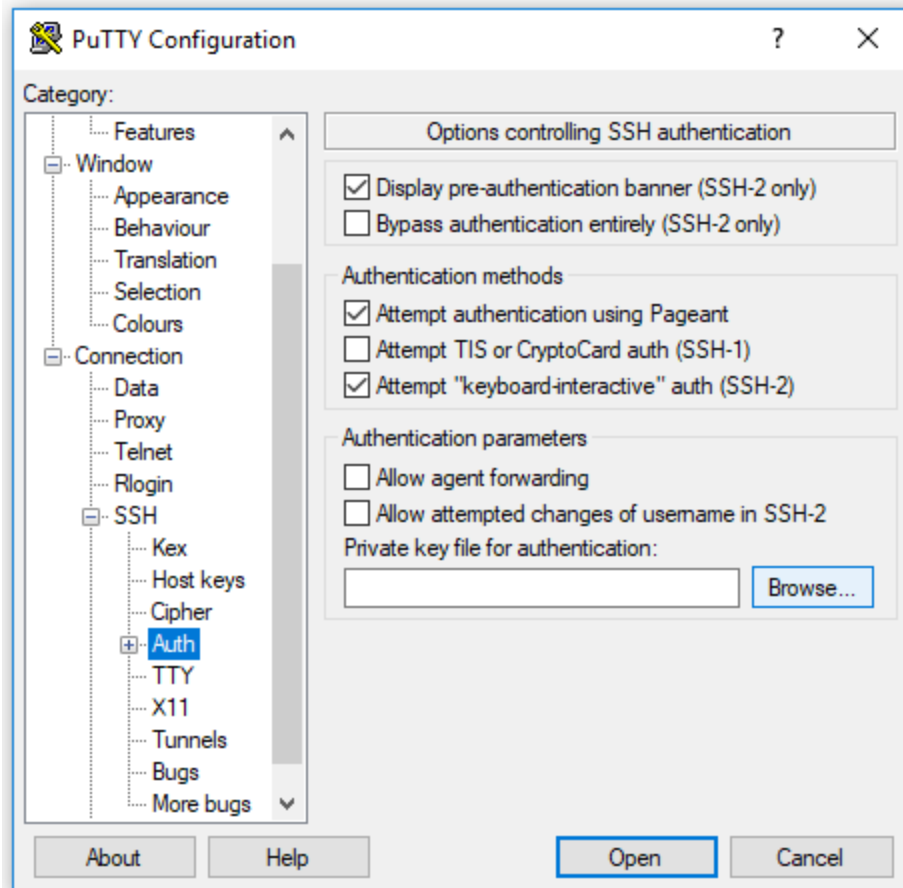 PuTTY Configuration
?
Category:
Features
Window
Appearance
Behaviour
Translation
Selection
Colours
Connection
Data
Proxy
Telnet
Rlogin
SSH
Kex
Host keys
Cipher
Auth
TTY
X11
Tunnels
Bugs
More bugs
Options controlling SSH authentication
Display pre-authentication banner (SSH-2 only)
Bypass authentication entirely (SSH-2 only)
Authentication methods
Attempt authentication using Pageant
Attempt TIS or CryptoCard auth (SSH-1)
Attempt "keyboard-interactive" auth (SSH-2)
Authentication parameters
Allow agent forwarding
Allow attempted changes of username in SSH-2
Private key file for authentication:
Browse...
About
Help
Open
Cancel